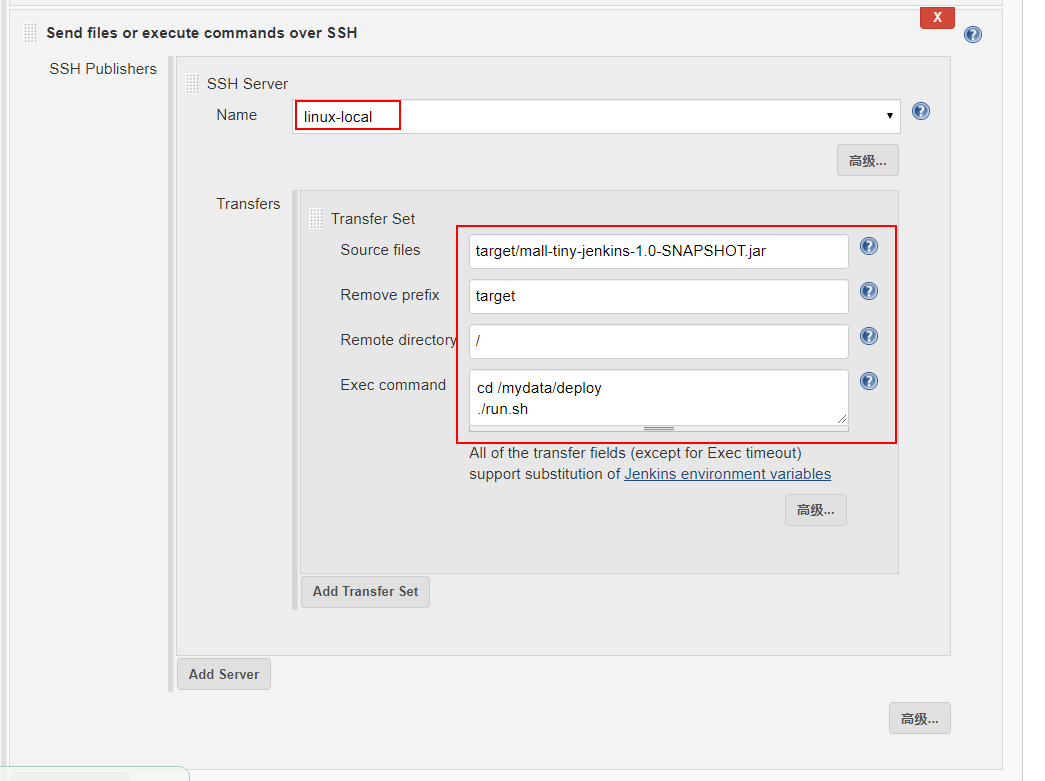 X
Send files or execute commands over SSH
SSH Publishers
SSH Server
Name
linux-local
高级...
Transfers
Transfer Set
Source files
target/mall-tiny-jenkins-1.0-SNAPSHOT.jar
Remove prefix
target
Remote directory
/
Exec command
cd /mydata/deploy
./run.sh
All of the transfer fields (except for Exec timeout)
support substitution of Jenkins environment variables
高级...
Add Transfer Set
Add Server
高级...